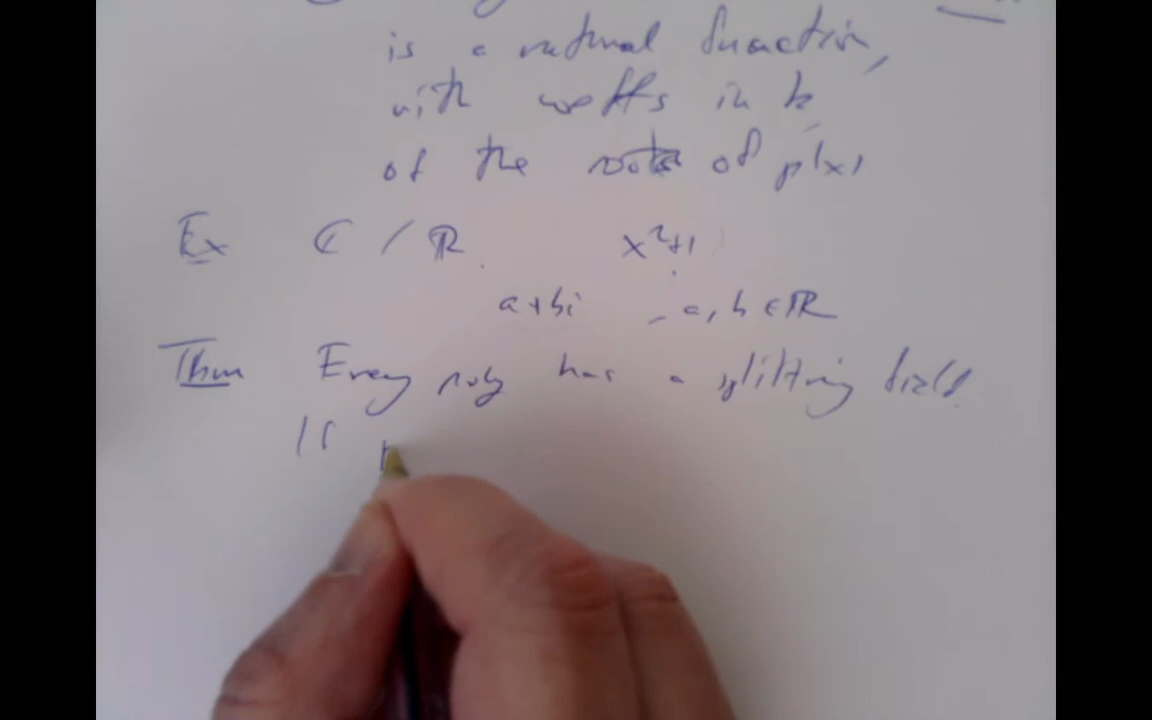 is a rational function,
with coeffs in k
of the roots of p(x)
Ex ℂ / ℝ x²+1
a+bi , a, b ∈ ℝ
Thm Every poly has a splitting field.
If p